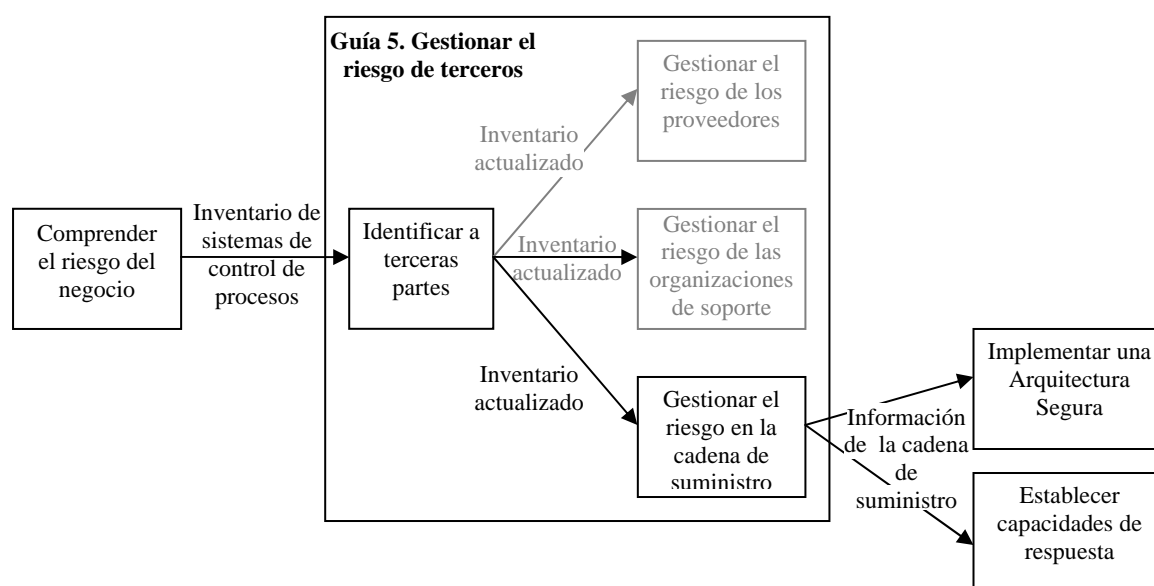 Guía 5. Gestionar el
riesgo de terceros
Gestionar el
riesgo de los
proveedores
Inventario
actualizado
Comprender
el riesgo del
negocio
Inventario de
sistemas de
control de
procesos
Identificar a
terceras
partes
Inventario
actualizado
Gestionar el
riesgo de las
organizaciones
de soporte
Inventario
actualizado
Gestionar el
riesgo en la
cadena de
suministro
Información
de la cadena
de
suministro
Implementar una
Arquitectura
Segura
Establecer
capacidades de
respuesta